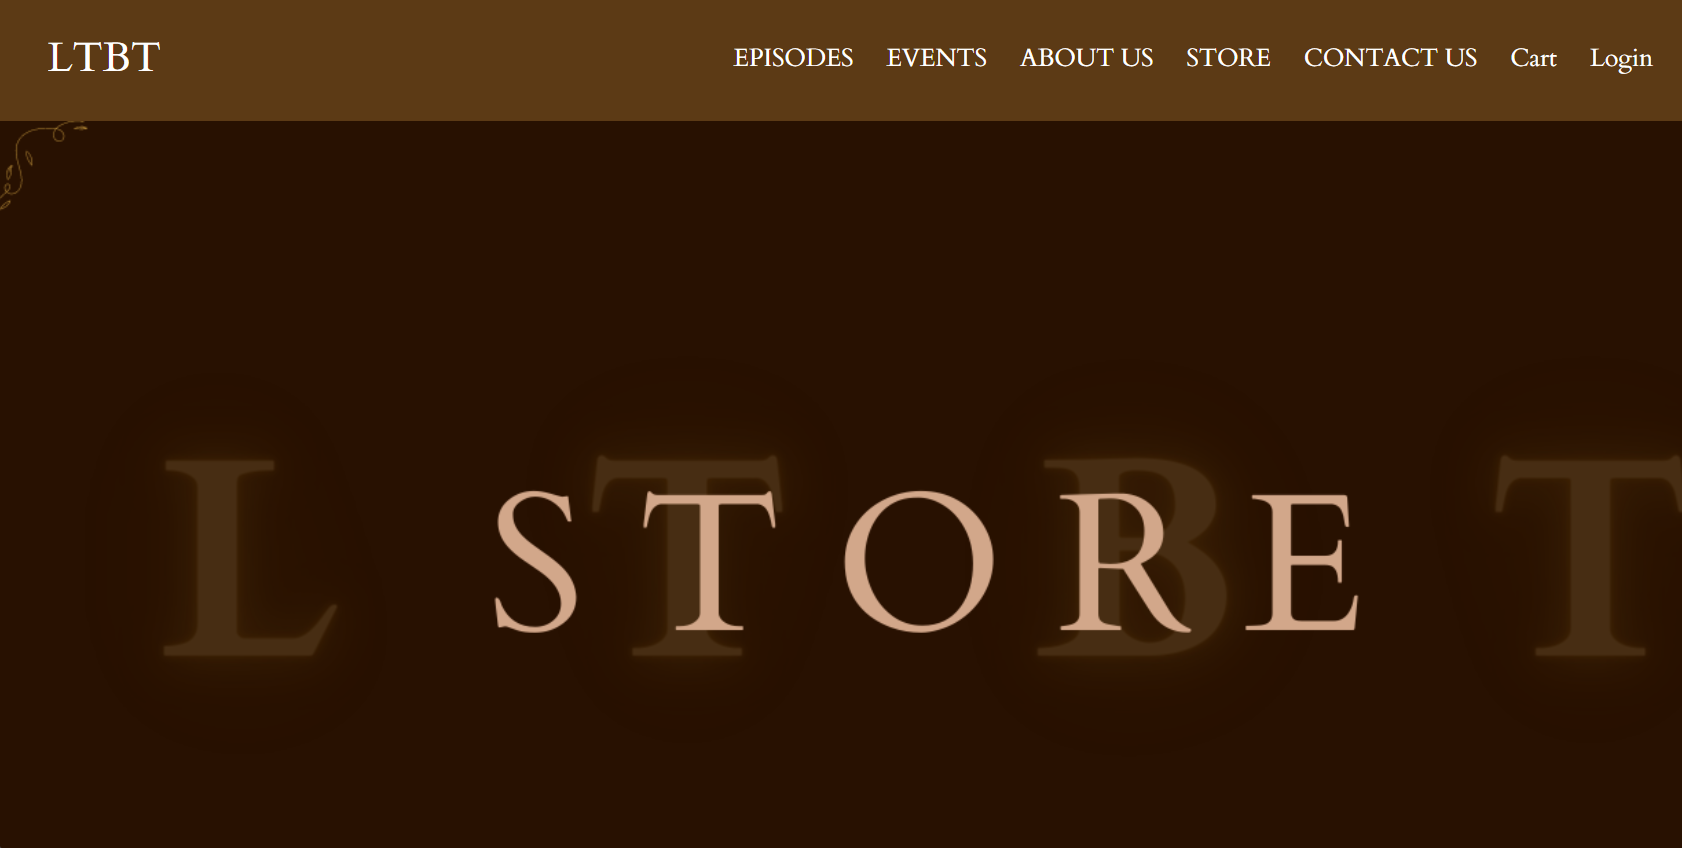 LTBT EPISODES EVENTS ABOUT US STORE CONTACT US Cart Login
L T B T
STORE